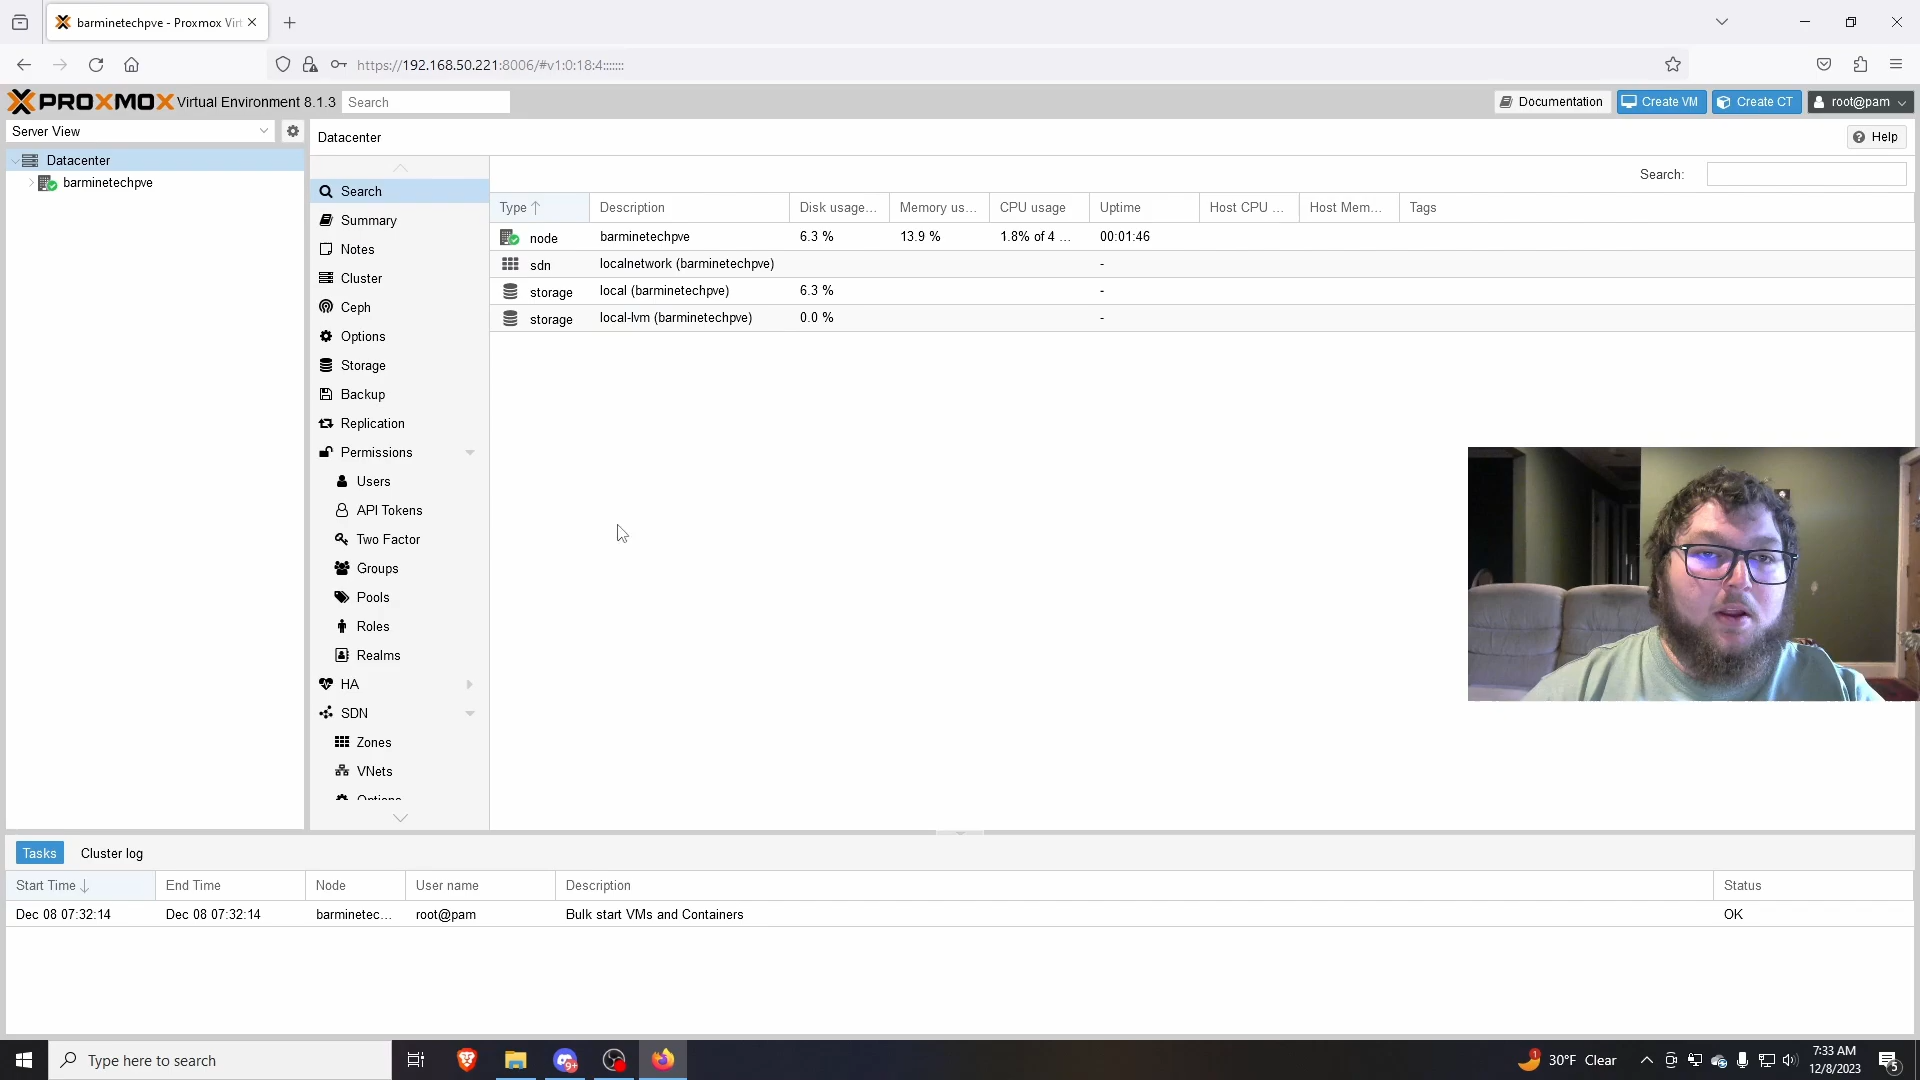 barminetechpve - Proxmox Vir
https://192.168.50.221:8006/#v1:0:18:4:::::::
PROXMOX Virtual Environment 8.1.3
Search
Documentation
Create VM
Create CT
root@pam
Server View
Datacenter
Help
Datacenter
barminetechpve
Search
Summary
Notes
Cluster
Ceph
Options
Storage
Backup
Replication
Permissions
Users
API Tokens
Two Factor
Groups
Pools
Roles
Realms
HA
SDN
Zones
VNets
Options
Search:
Type Description Disk usage... Memory us... CPU usage Uptime Host CPU ... Host Mem... Tags
node barminetechpve 6.3 % 13.9 % 1.8% of 4 ... 00:01:46
sdn localnetwork (barminetechpve) -
storage local (barminetechpve) 6.3 % -
storage local-lvm (barminetechpve) 0.0 % -
Tasks Cluster log
Start Time End Time Node User name Description Status
Dec 08 07:32:14 Dec 08 07:32:14 barminetec... root@pam Bulk start VMs and Containers OK
Type here to search
9+
1
30°F Clear
7:33 AM
12/8/2023
5